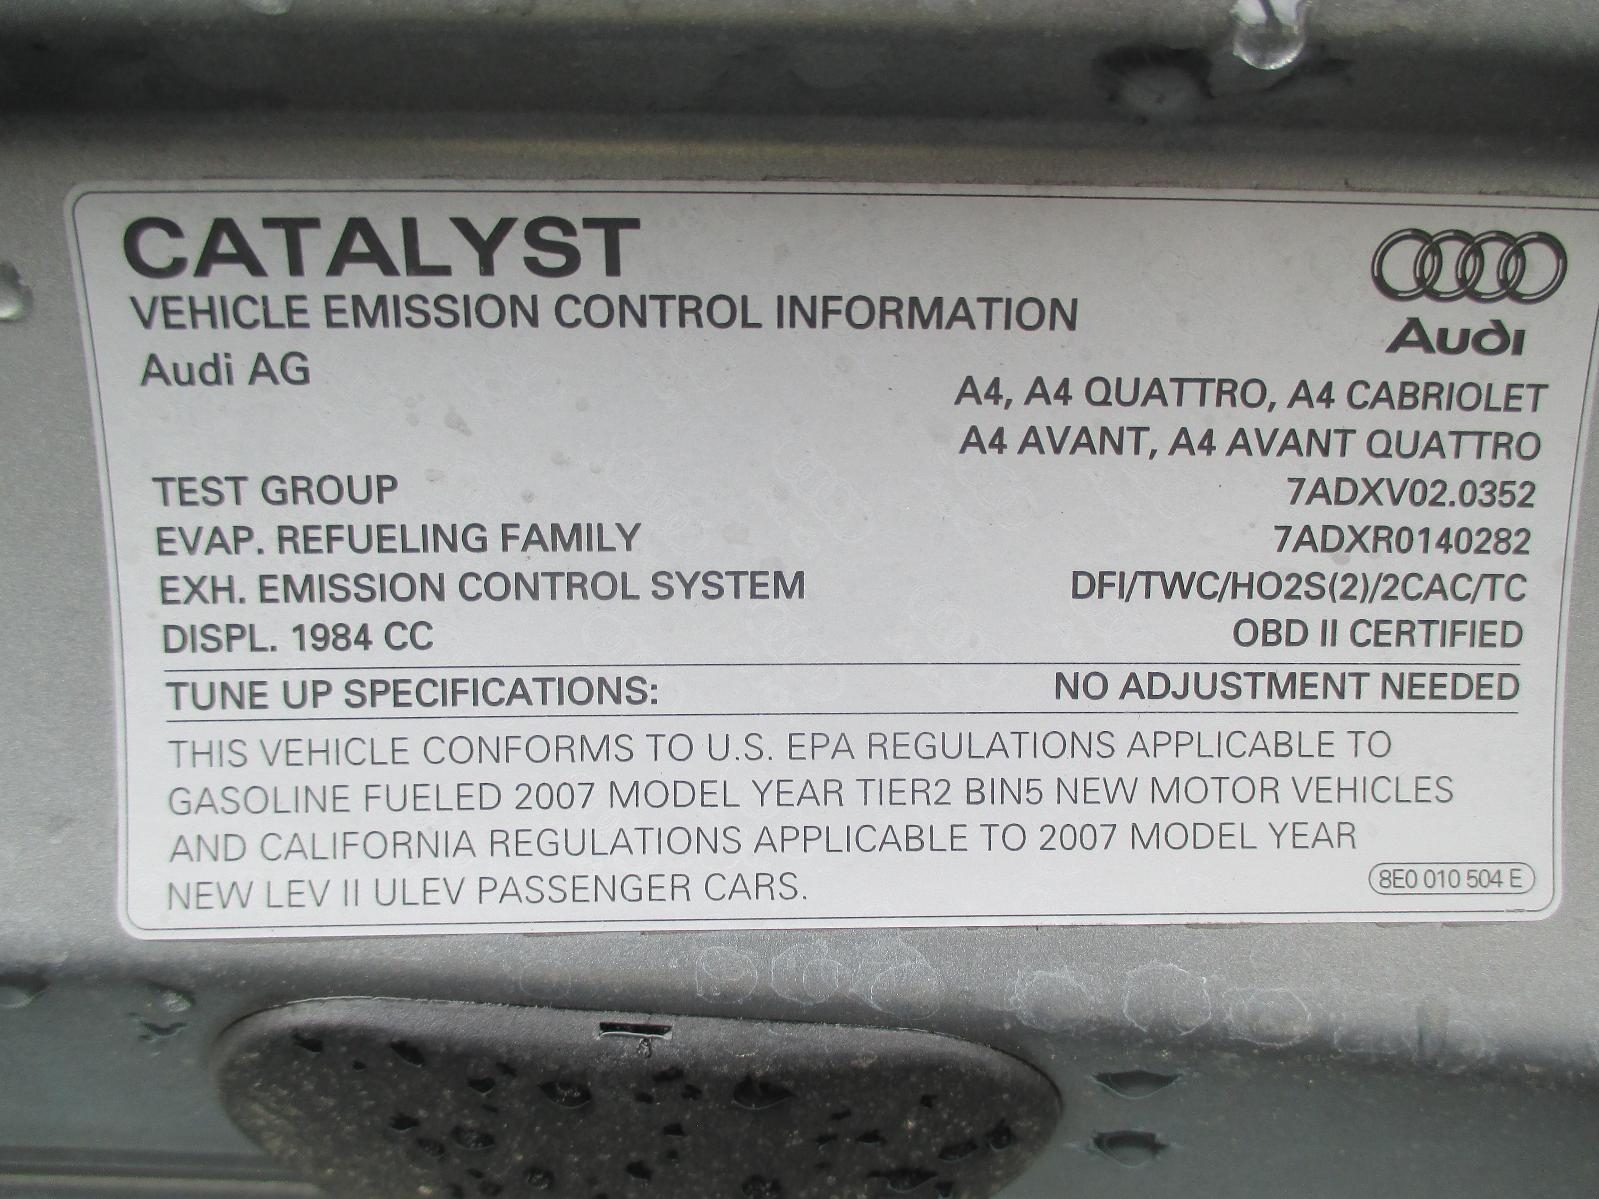 CATALYST
VEHICLE EMISSION CONTROL INFORMATION
Audi AG
Audi
A4, A4 QUATTRO, A4 CABRIOLET
A4 AVANT, A4 AVANT QUATTRO
TEST GROUP 7ADXV02.0352
EVAP. REFUELING FAMILY 7ADXR0140282
EXH. EMISSION CONTROL SYSTEM DFI/TWC/HO2S(2)/2CAC/TC
DISPL. 1984 CC OBD II CERTIFIED
TUNE UP SPECIFICATIONS: NO ADJUSTMENT NEEDED
THIS VEHICLE CONFORMS TO U.S. EPA REGULATIONS APPLICABLE TO
GASOLINE FUELED 2007 MODEL YEAR TIER2 BIN5 NEW MOTOR VEHICLES
AND CALIFORNIA REGULATIONS APPLICABLE TO 2007 MODEL YEAR
NEW LEV II ULEV PASSENGER CARS.
8E0 010 504 E